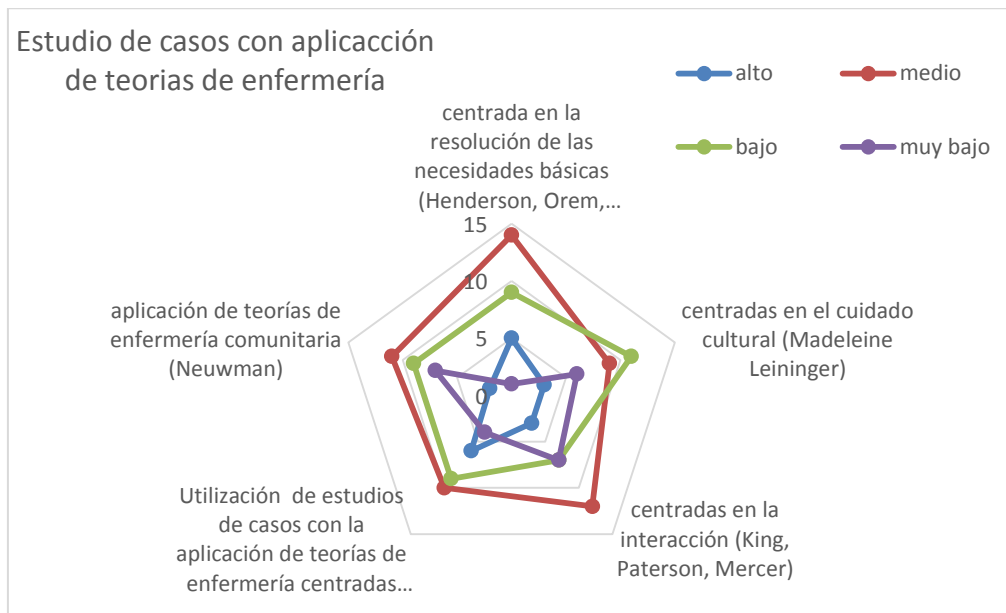 Estudio de casos con aplicacción
de teorias de enfermería
alto
medio
bajo
muy bajo
centrada en la
resolución de las
necesidades básicas
(Henderson, Orem,…
15
10
5
0
centradas en el cuidado
cultural (Madeleine
Leininger)
centradas en la
interacción (King,
Paterson, Mercer)
Utilización  de estudios
de casos con la
aplicación de teorías de
enfermería centradas…
aplicación de teorías de
enfermería comunitaria
(Neuwman)